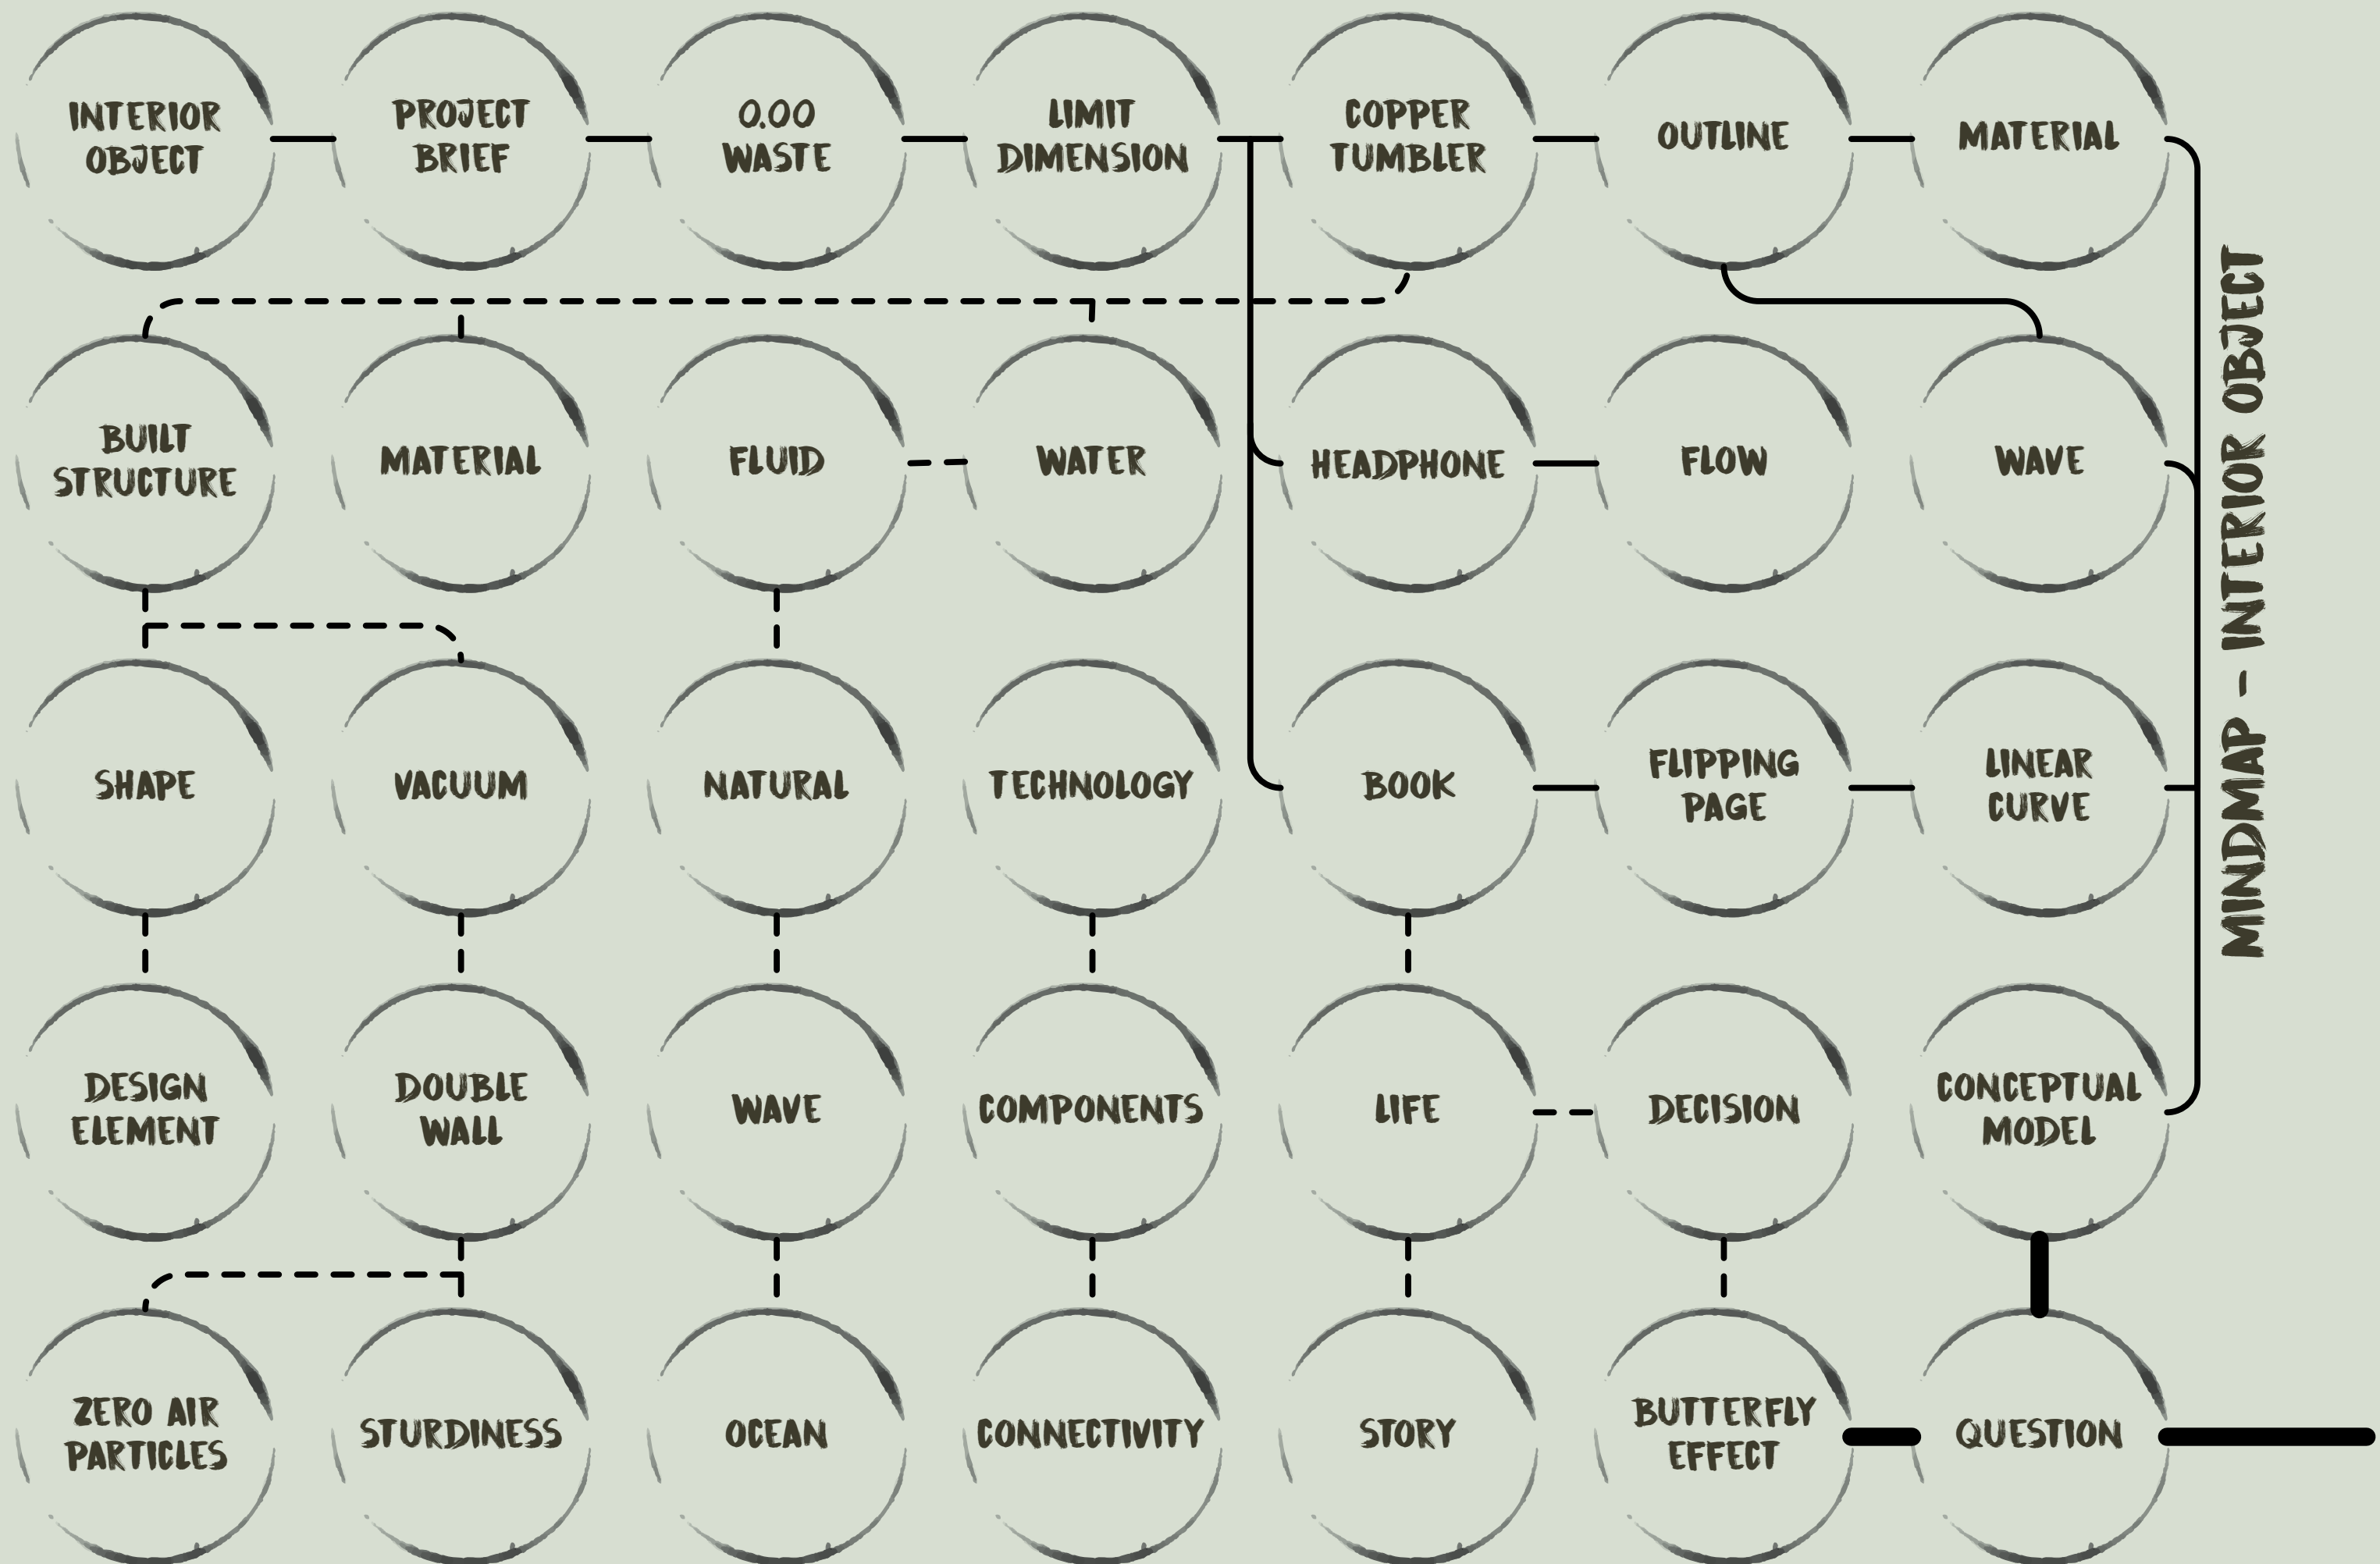 INTERIOR
OBJECT
PROJECT
BRIEF
0.00
WASTE
LIMIT
DIMENSION
COPPER
TUMBLER
OUTLINE
MATERIAL
BUILT
STRUCTURE
MATERIAL
FLUID
WATER
HEADPHONE
FLOW
WAVE
SHAPE
VACUUM
NATURAL
TECHNOLOGY
BOOK
FLIPPING
PAGE
LINEAR
CURVE
DESIGN
ELEMENT
DOUBLE
WALL
WAVE
COMPONENTS
LIFE
DECISION
CONCEPTUAL
MODEL
ZERO AIR
PARTICLES
STURDINESS
OCEAN
CONNECTIVITY
STORY
BUTTERFLY
EFFECT
QUESTION
MINDMAP - INTERIOR OBJECT